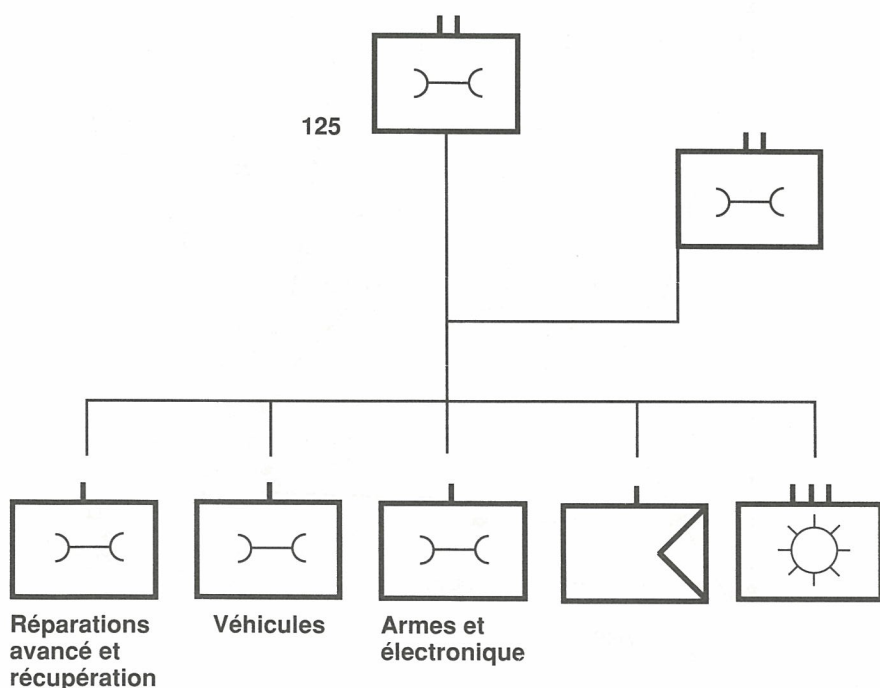 125
Réparations
avancé et
récupération
Véhicules
Armes et
électronique